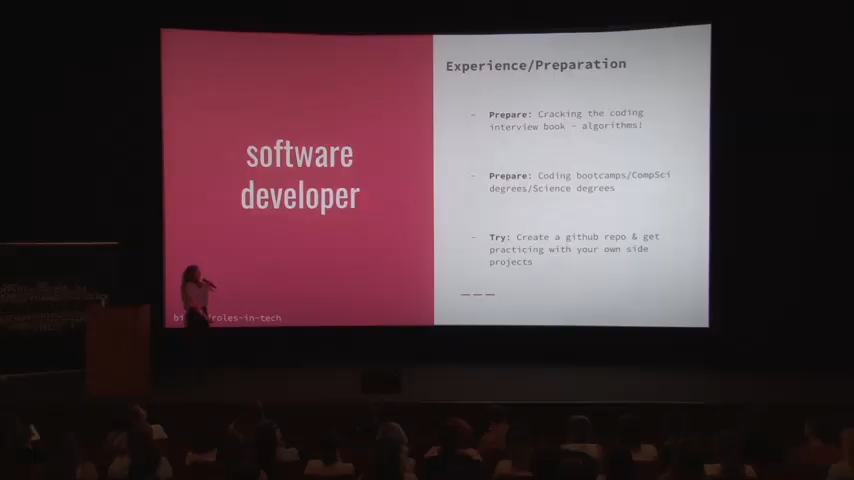 software
developer
Experience/Preparation
- Prepare: Cracking the coding
interview book - algorithms!
- Prepare: Coding bootcamps/CompSci
degrees/Science degrees
- Try: Create a github repo & get
practicing with your own side
projects
roles-in-tech